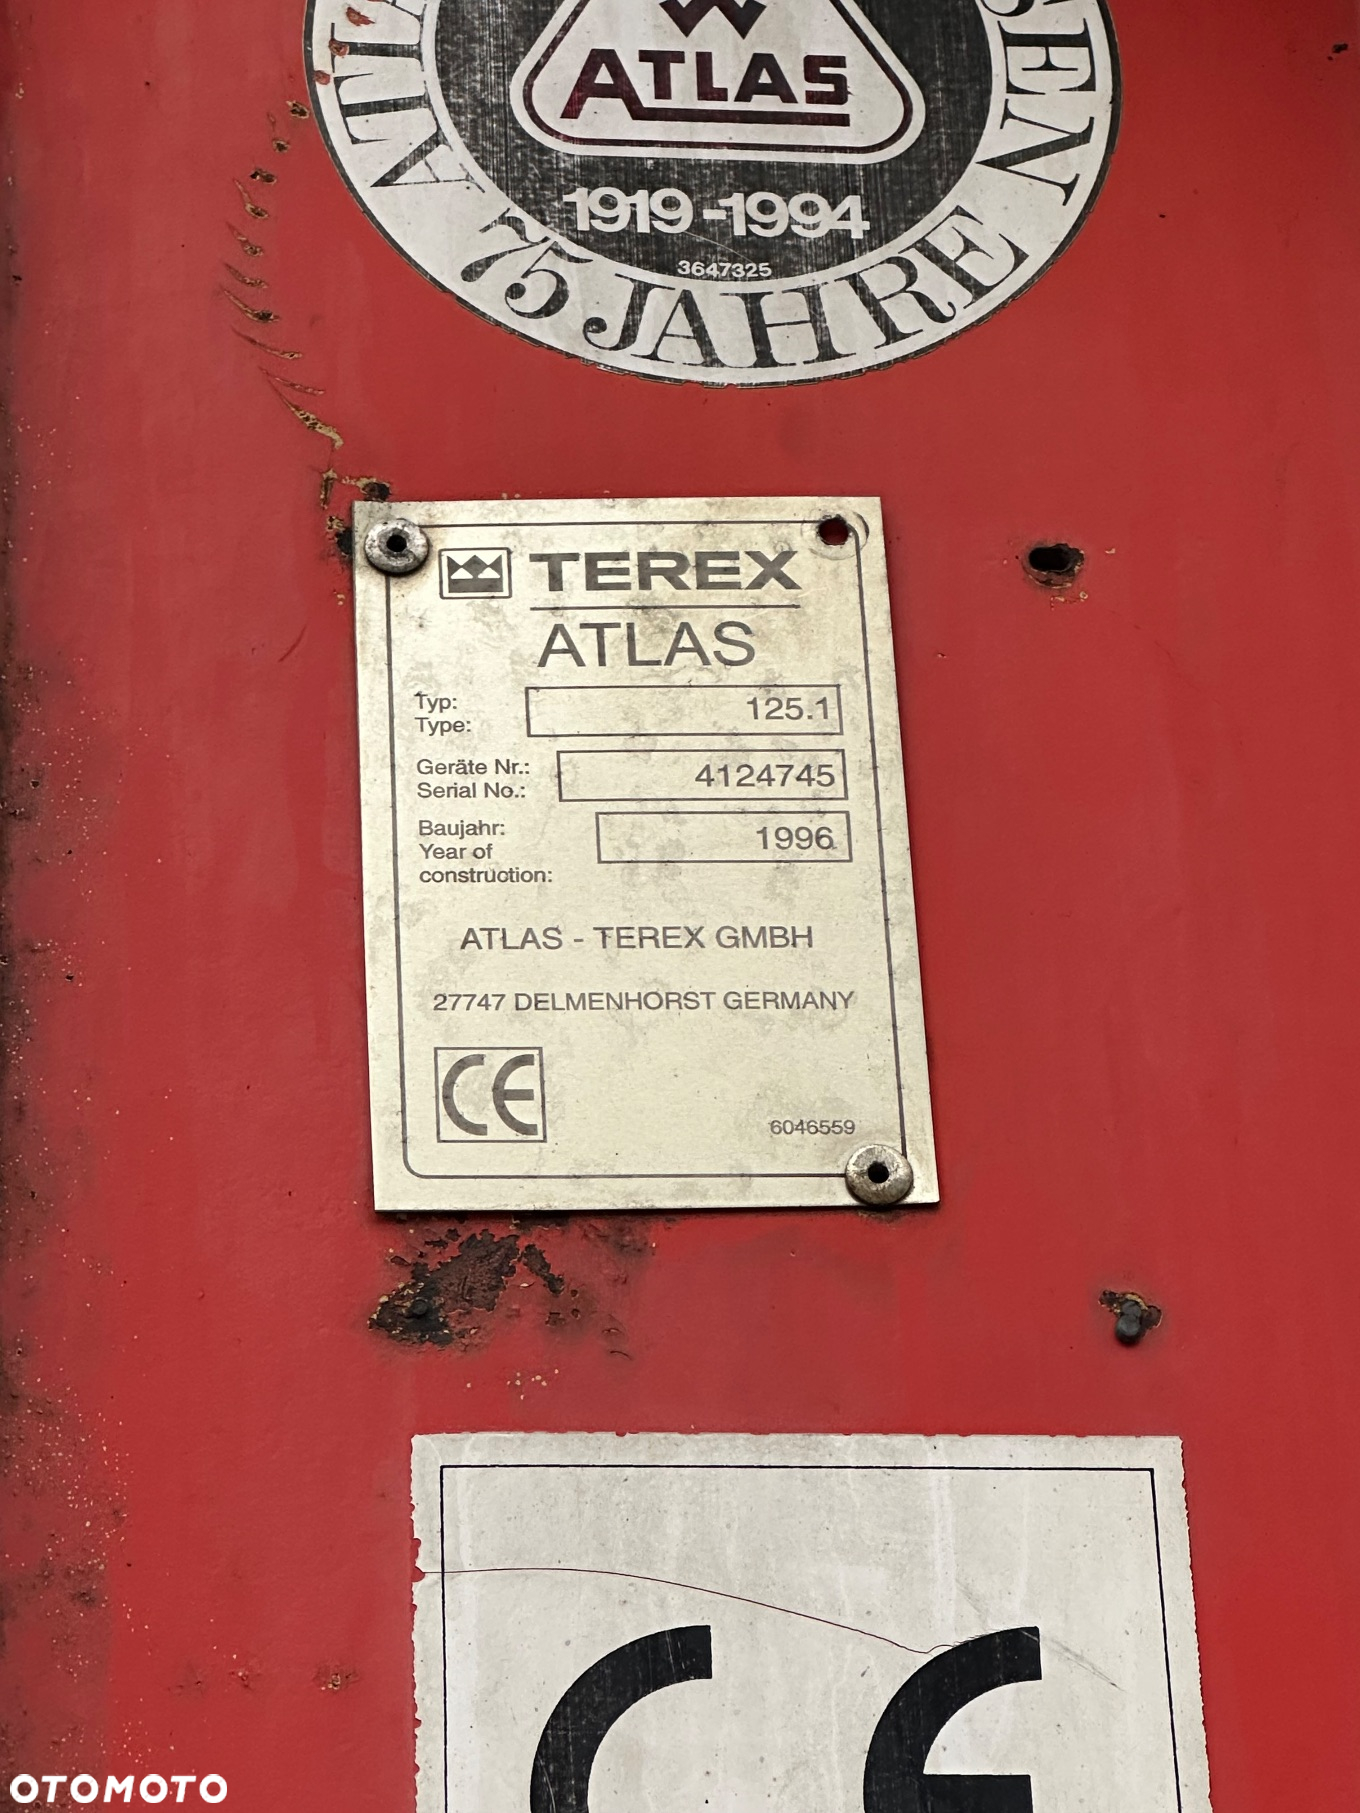 ATLAS
1919-1994
3647325
75 JAHRE
TEREX
ATLAS
Typ:
Type:
125.1
Geräte Nr.:
Serial No.:
4124745
Baujahr:
Year of
construction:
1996
ATLAS - TEREX GMBH
27747 DELMENHORST GERMANY
CE
6046559
CE
OTOMOTO